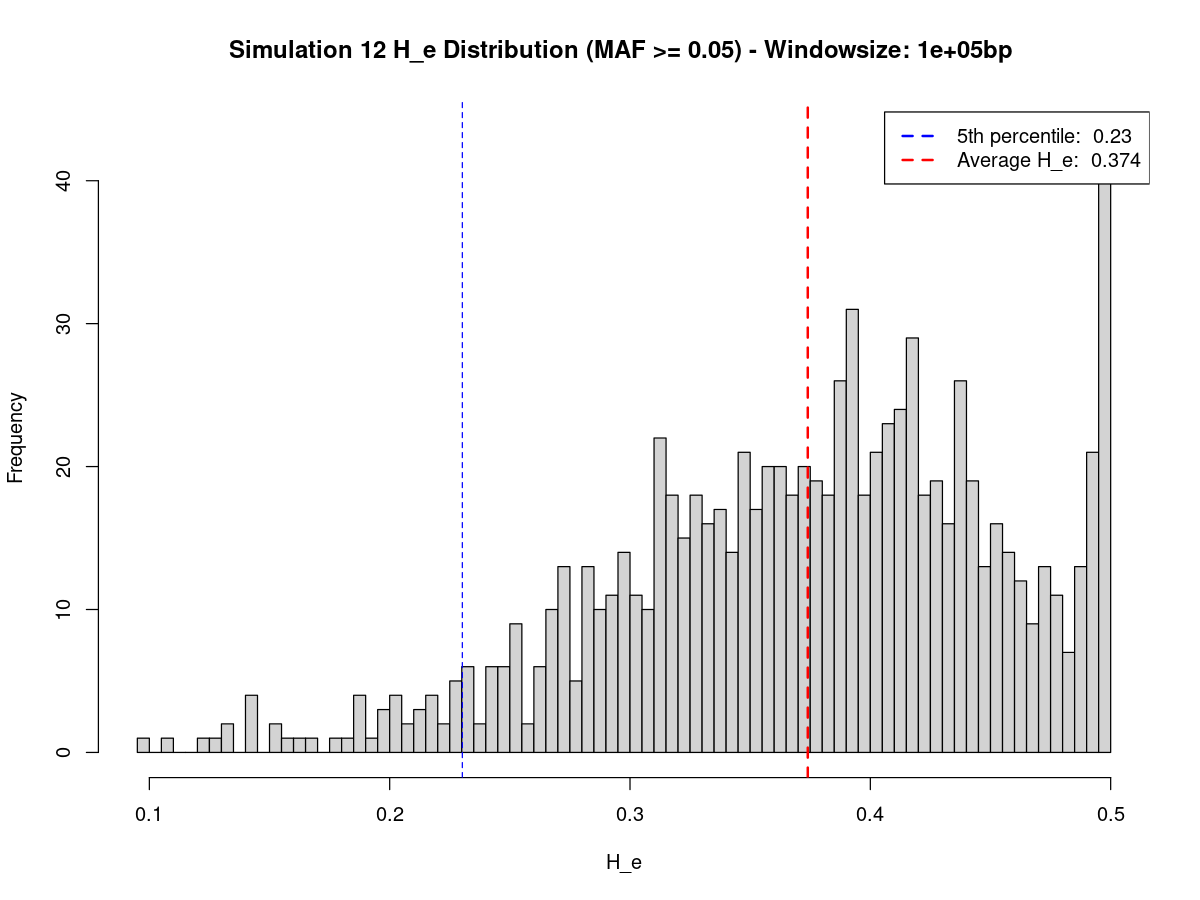 Simulation 12 H_e Distribution (MAF >= 0.05) - Windowsize: 1e+05bp
5th percentile:  0.23
Average H_e:  0.374
Frequency
40
30
20
10
0
0.1
0.2
0.3
0.4
0.5
H_e